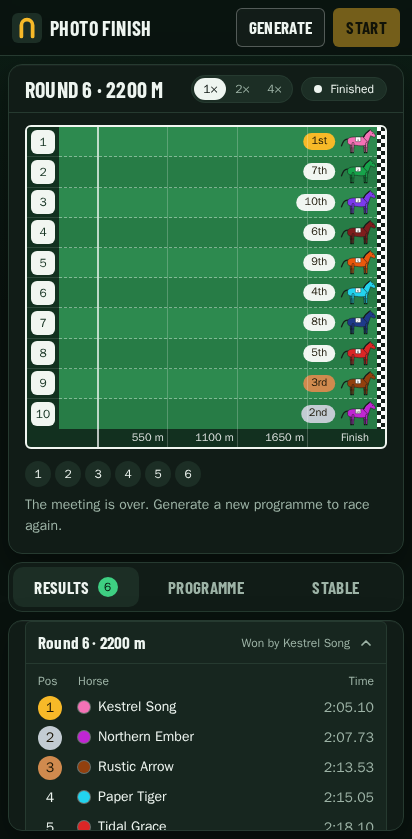 PHOTO FINISH
GENERATE
START
ROUND 6 · 2200 M
1×
2×
4×
Finished
1
1st
2
7th
3
10th
4
6th
5
9th
6
4th
7
8th
8
5th
9
3rd
10
2nd
550 m
1100 m
1650 m
Finish
1 2 3 4 5 6
The meeting is over. Generate a new programme to race
again.
RESULTS 6
PROGRAMME
STABLE
Round 6 · 2200 m
Won by Kestrel Song
Pos Horse Time
1 Kestrel Song 2:05.10
2 Northern Ember 2:07.73
3 Rustic Arrow 2:13.53
4 Paper Tiger 2:15.05
5 Tidal Grace 2:18.10